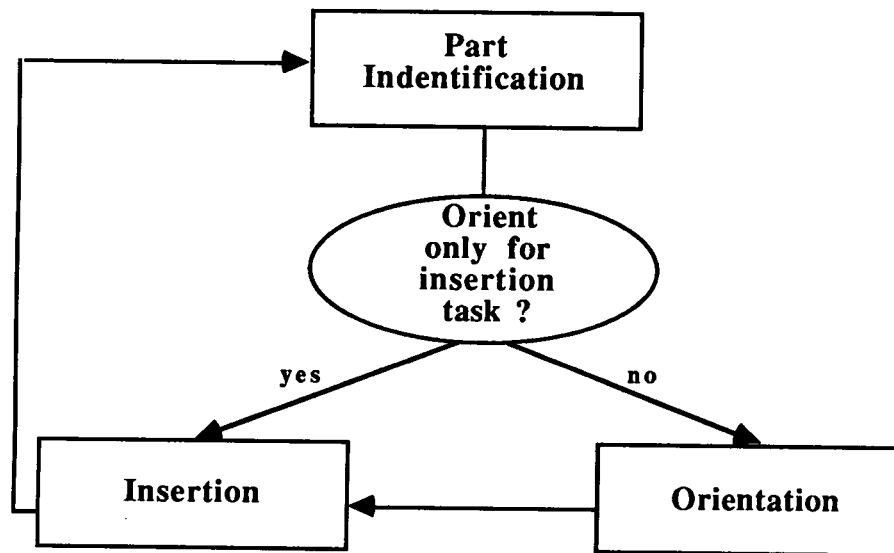 Part
Indentification
Orient
only for
insertion
task ?
yes
no
Insertion
Orientation